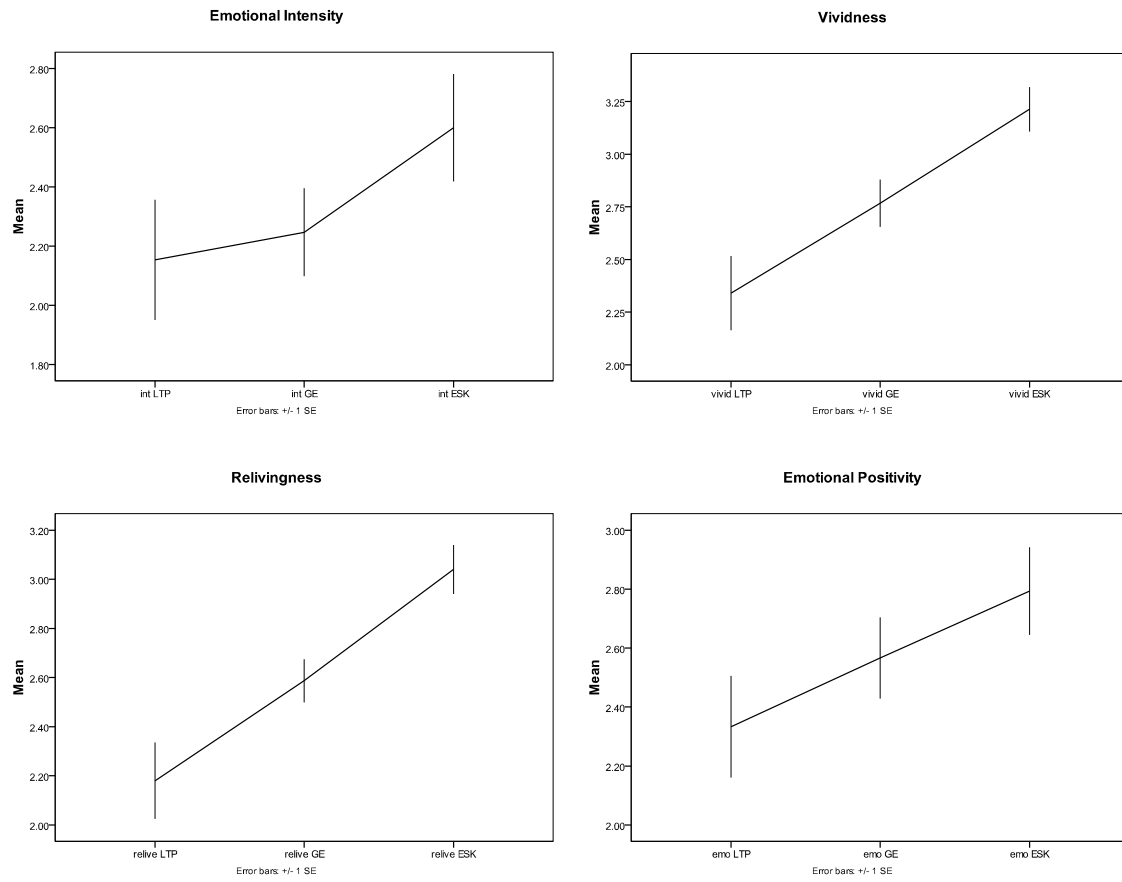 Emotional Intensity
Mean
2.80
2.60
2.40
2.20
2.00
1.80
int LTP
int GE
int ESK
Error bars: +/- 1 SE
Vividness
Mean
3.25
3.00
2.75
2.50
2.25
2.00
vivid LTP
vivid GE
vivid ESK
Error bars: +/- 1 SE
Relivingness
Mean
3.20
3.00
2.80
2.60
2.40
2.20
2.00
relive LTP
relive GE
relive ESK
Error bars: +/- 1 SE
Emotional Positivity
Mean
3.00
2.80
2.60
2.40
2.20
2.00
emo LTP
emo GE
emo ESK
Error bars: +/- 1 SE